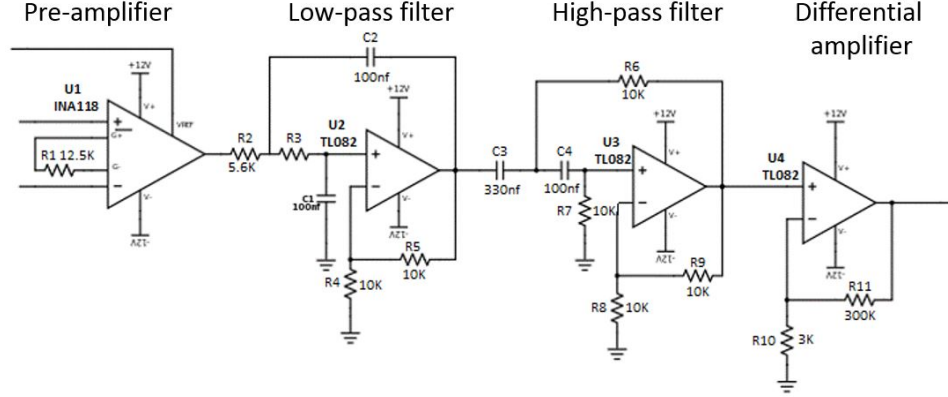 Pre-amplifier
Low-pass filter
High-pass filter
Differential
amplifier
U1
INA118
+12V
V+
VREF
+
G+
R1 12.5K
G-
−
V-
-12V
R2
5.6K
R3
C2
100nf
U2
TL082
+12V
V+
+
−
V-
-12V
C1
100nf
R5
10K
R4
10K
C3
330nf
R6
10K
C4
100nf
U3
TL082
+12V
V+
+
−
V-
-12V
R7
10K
R9
10K
R8
10K
U4
TL082
+12V
V+
+
−
V-
-12V
R11
300K
R10
3K